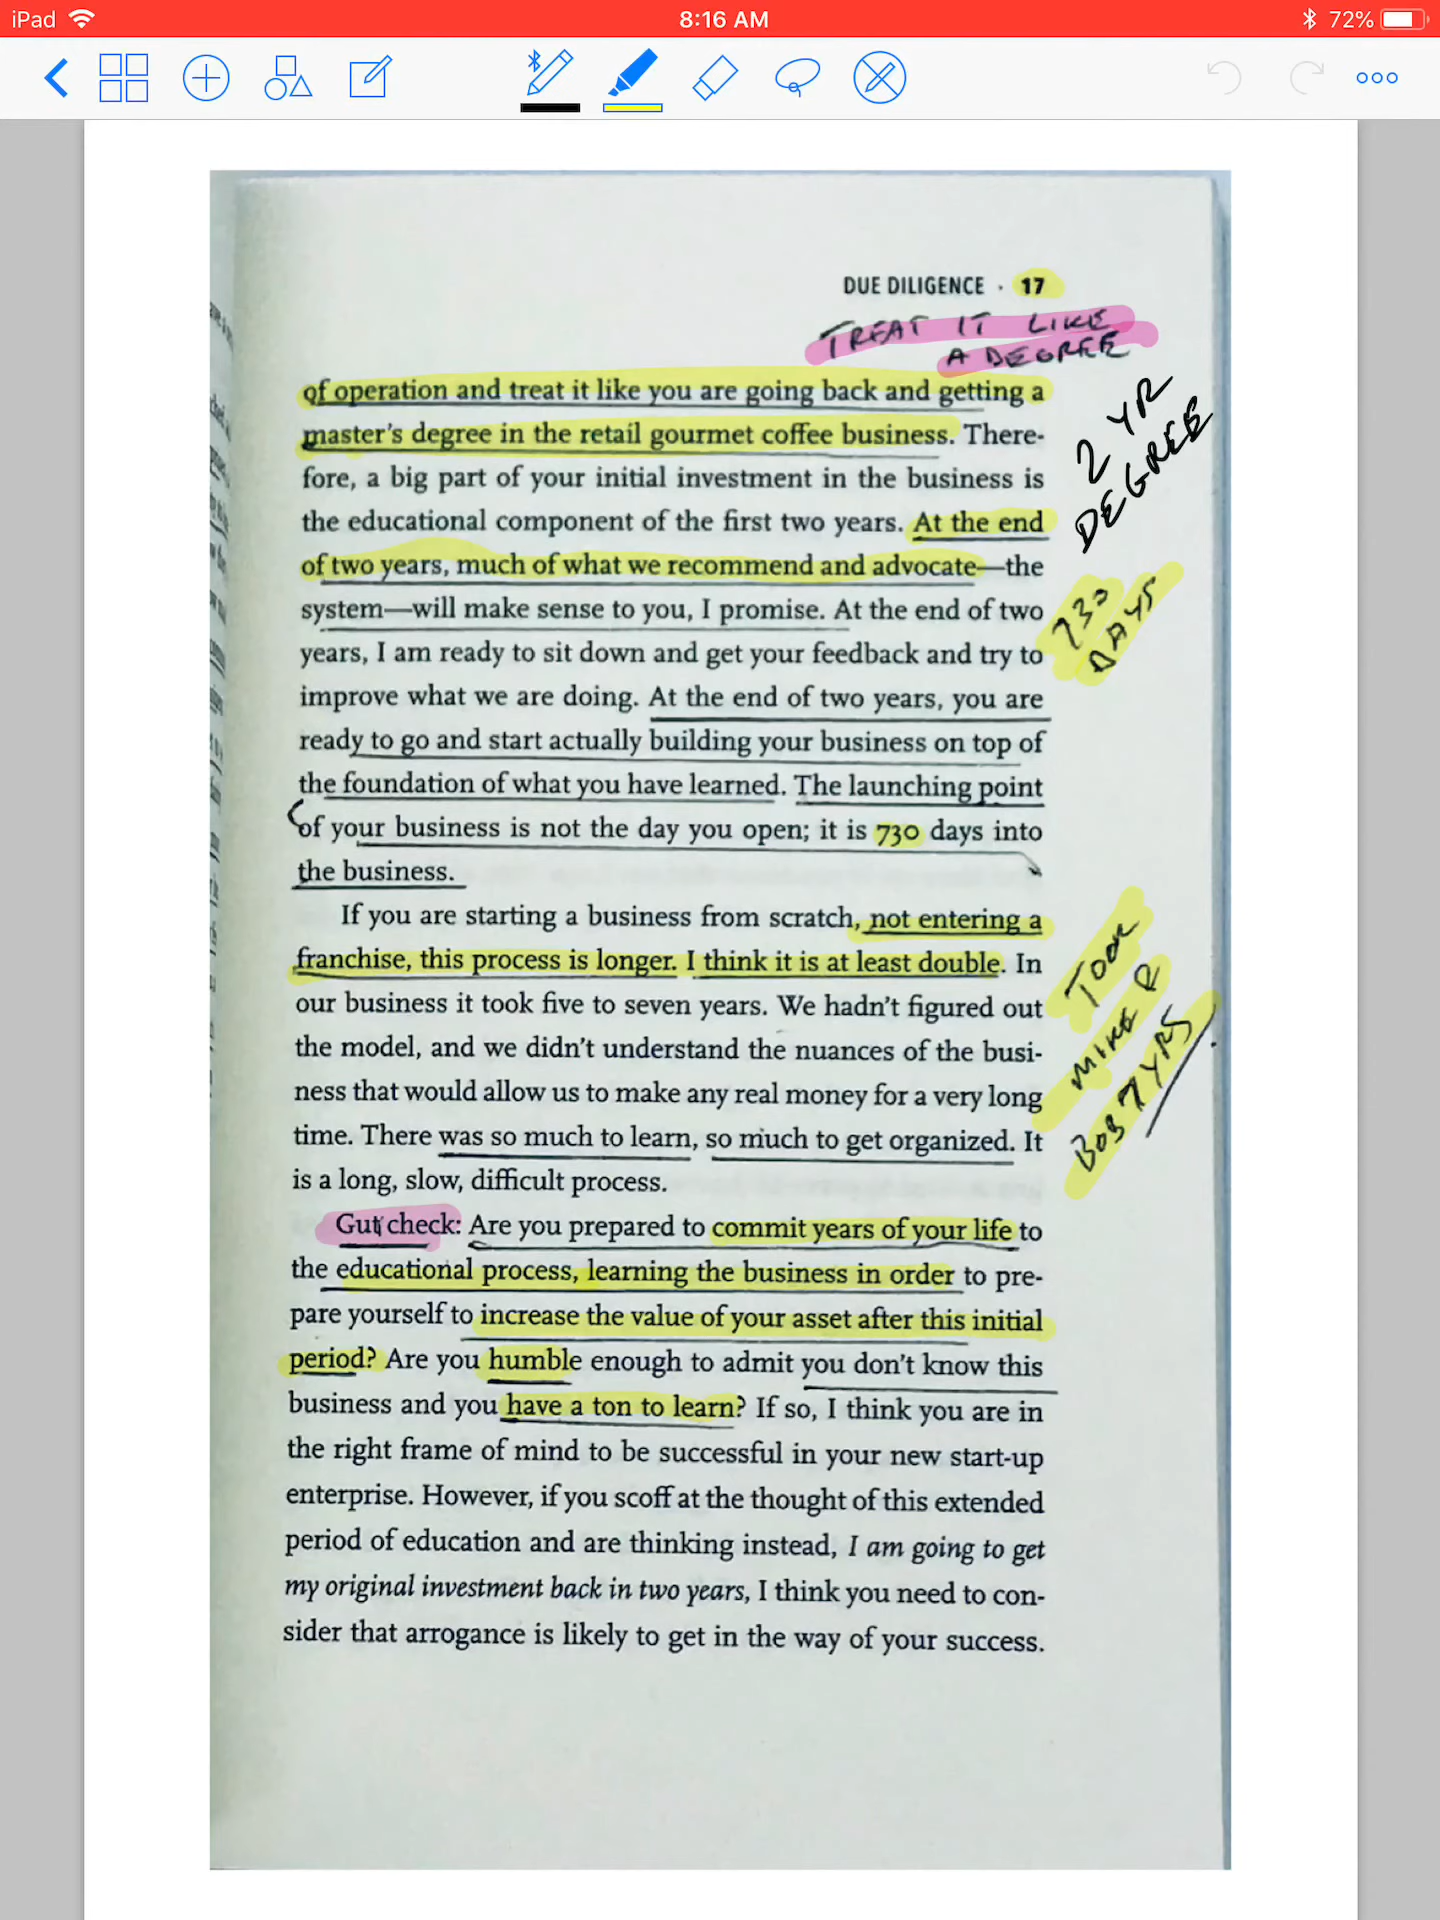 iPad
8:16 AM
72%
DUE DILIGENCE · 17
TREAT IT LIKE
A DEGREE
of operation and treat it like you are going back and getting a
master's degree in the retail gourmet coffee business. There-
fore, a big part of your initial investment in the business is
the educational component of the first two years. At the end
of two years, much of what we recommend and advocate—the
system—will make sense to you, I promise. At the end of two
years, I am ready to sit down and get your feedback and try to
improve what we are doing. At the end of two years, you are
ready to go and start actually building your business on top of
the foundation of what you have learned. The launching point
of your business is not the day you open; it is 730 days into
the business.
2 YR
DEGREE
730
DAYS
If you are starting a business from scratch, not entering a
franchise, this process is longer. I think it is at least double. In
our business it took five to seven years. We hadn't figured out
the model, and we didn't understand the nuances of the busi-
ness that would allow us to make any real money for a very long
time. There was so much to learn, so much to get organized. It
is a long, slow, difficult process.
TOOK
MIKE &
BOB 7 YRS
Gut check: Are you prepared to commit years of your life to
the educational process, learning the business in order to pre-
pare yourself to increase the value of your asset after this initial
period? Are you humble enough to admit you don't know this
business and you have a ton to learn? If so, I think you are in
the right frame of mind to be successful in your new start-up
enterprise. However, if you scoff at the thought of this extended
period of education and are thinking instead, I am going to get
my original investment back in two years, I think you need to con-
sider that arrogance is likely to get in the way of your success.